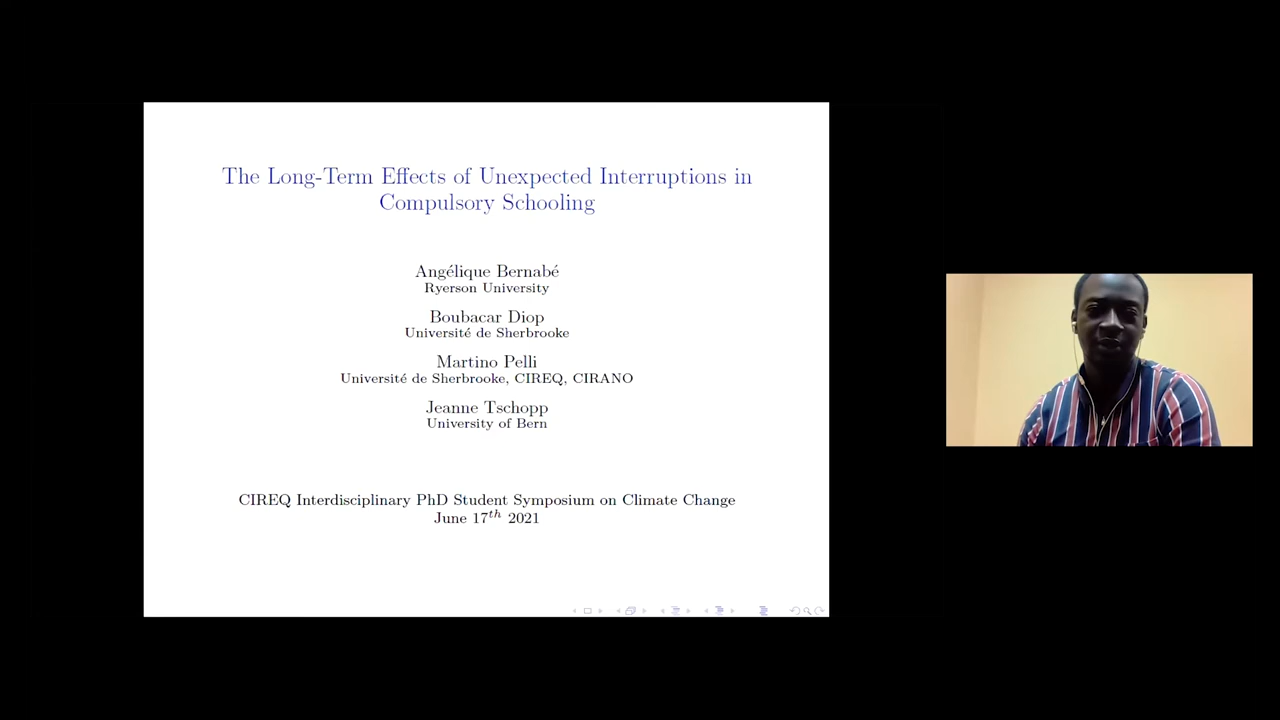 The Long-Term Effects of Unexpected Interruptions in
Compulsory Schooling
Angélique Bernabé
Ryerson University
Boubacar Diop
Université de Sherbrooke
Martino Pelli
Université de Sherbrooke, CIREQ, CIRANO
Jeanne Tschopp
University of Bern
CIREQ Interdisciplinary PhD Student Symposium on Climate Change
June 17th 2021